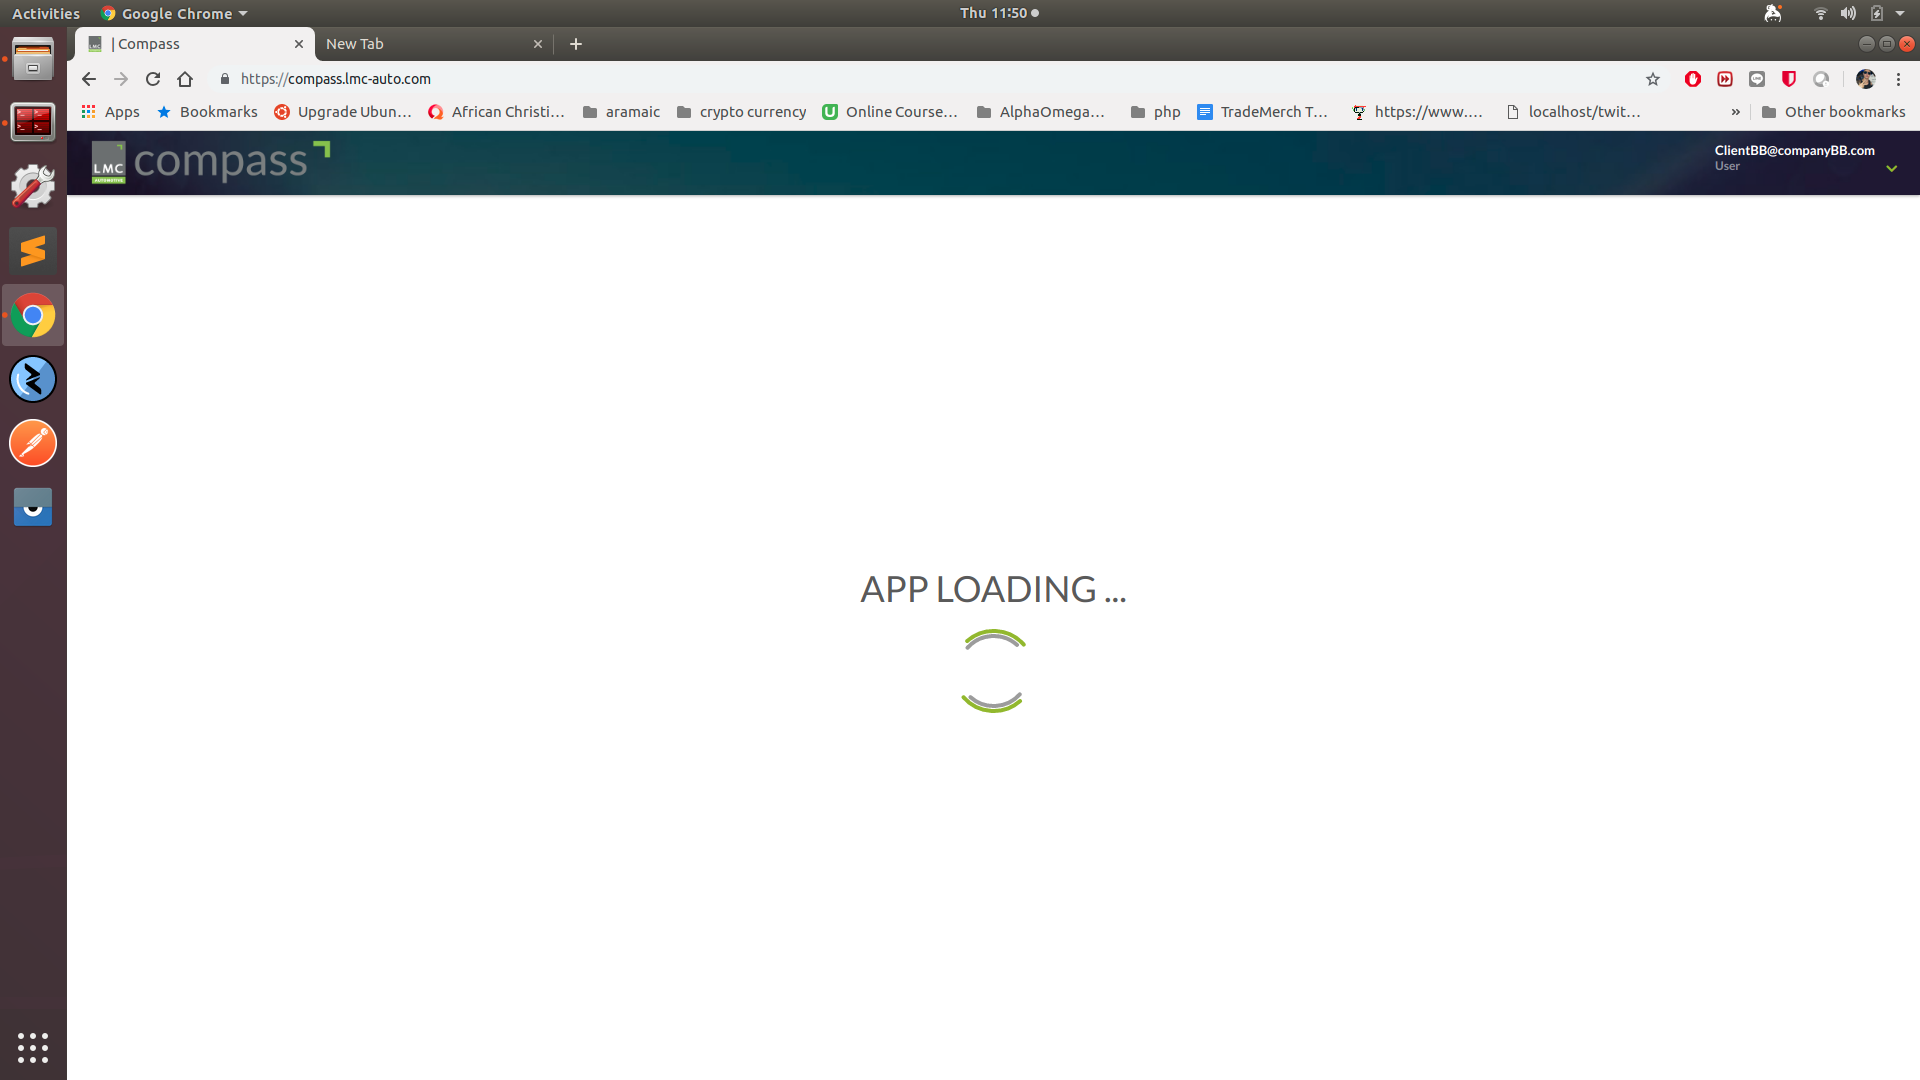 Activities
Google Chrome
Thu 11:50
| Compass
New Tab
https://compass.lmc-auto.com
Apps
Bookmarks
Upgrade Ubun...
African Christi...
aramaic
crypto currency
Online Course...
AlphaOmega...
php
TradeMerch T...
https://www....
localhost/twit...
»
Other bookmarks
LMC
AUTOMOTIVE
compass
ClientBB@companyBB.com
User
APP LOADING ...